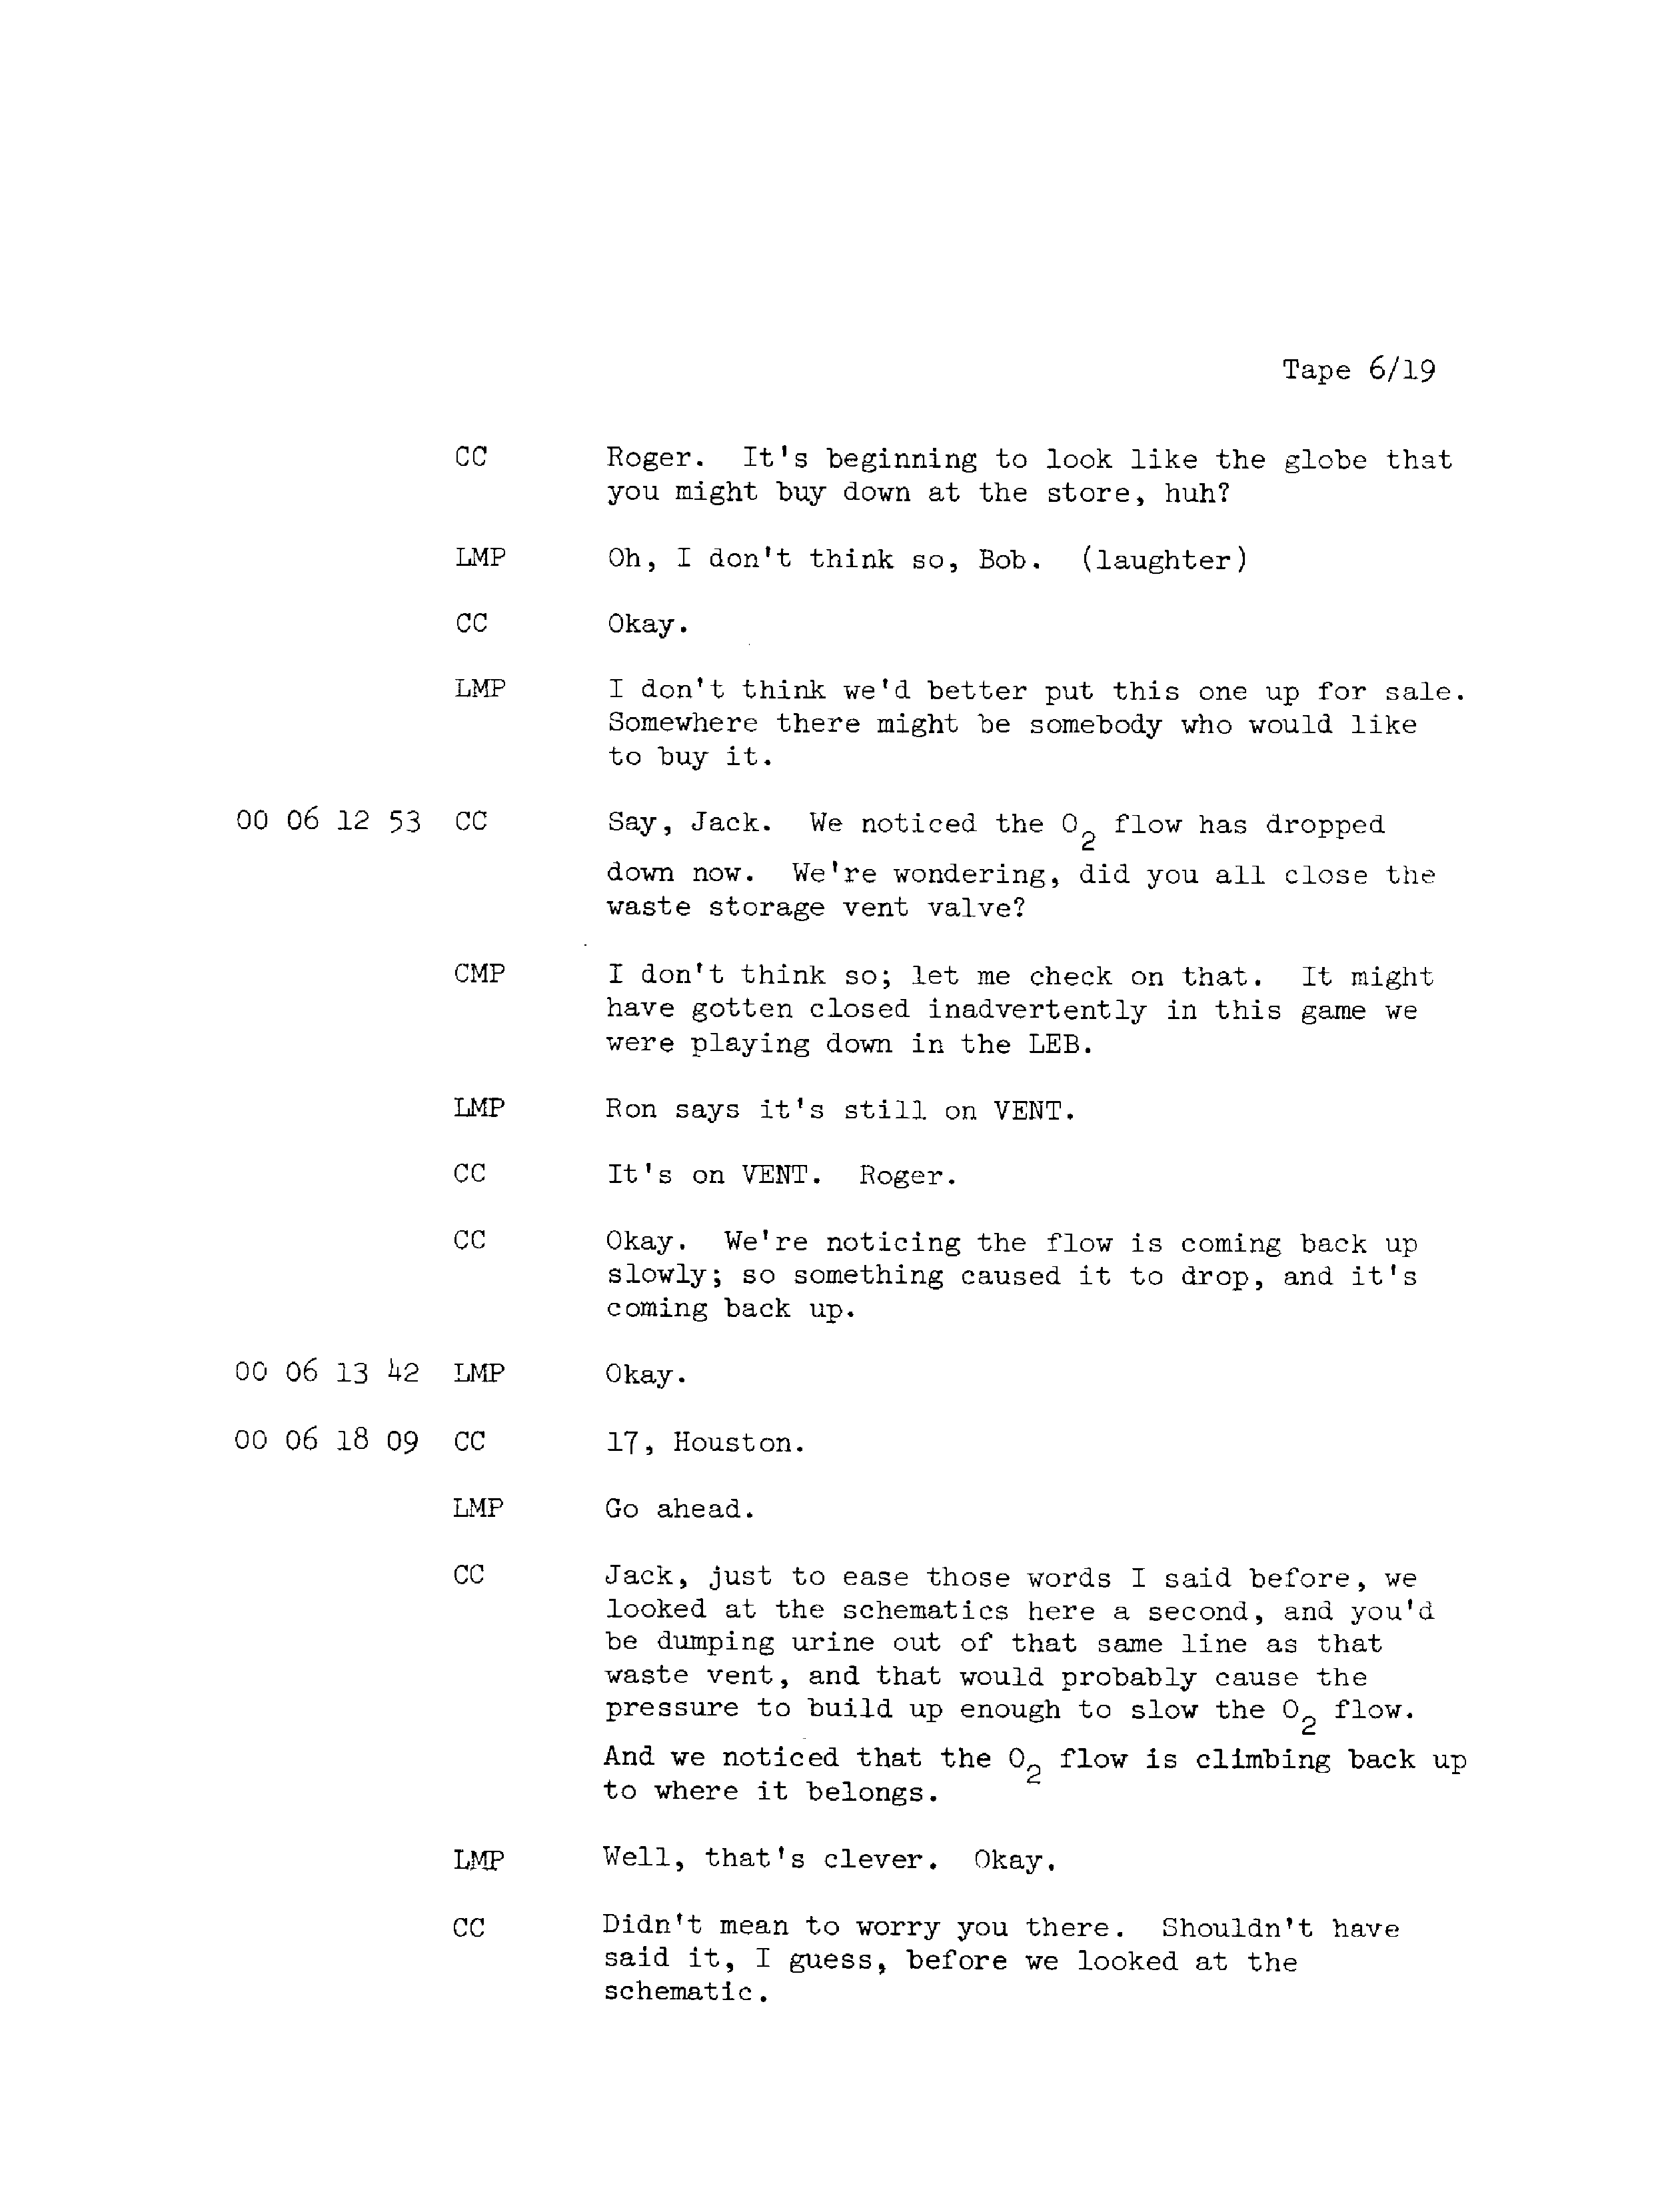 Tape 6/19
CC Roger. It's beginning to look like the globe that
you might buy down at the store, huh?
LMP Oh, I don't think so, Bob. (laughter)
CC Okay.
LMP I don't think we'd better put this one up for sale.
Somewhere there might be somebody who would like
to buy it.
00 06 12 53 CC Say, Jack. We noticed the O2 flow has dropped
down now. We're wondering, did you all close the
waste storage vent valve?
CMP I don't think so; let me check on that. It might
have gotten closed inadvertently in this game we
were playing down in the LEB.
LMP Ron says it's still on VENT.
CC It's on VENT. Roger.
CC Okay. We're noticing the flow is coming back up
slowly; so something caused it to drop, and it's
coming back up.
00 06 13 42 LMP Okay.
00 06 18 09 CC 17, Houston.
LMP Go ahead.
CC Jack, just to ease those words I said before, we
looked at the schematics here a second, and you'd
be dumping urine out of that same line as that
waste vent, and that would probably cause the
pressure to build up enough to slow the O2 flow.
And we noticed that the O2 flow is climbing back up
to where it belongs.
LMP Well, that's clever. Okay.
CC Didn't mean to worry you there. Shouldn't have
said it, I guess, before we looked at the
schematic.